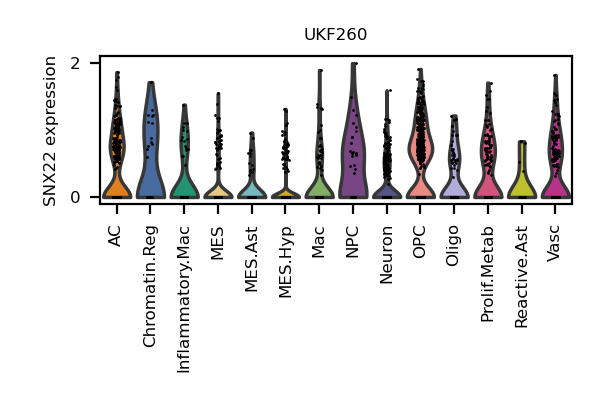 UKF260
SNX22 expression
2
0
AC
Chromatin.Reg
Inflammatory.Mac
MES
MES.Ast
MES.Hyp
Mac
NPC
Neuron
OPC
Oligo
Prolif.Metab
Reactive.Ast
Vasc